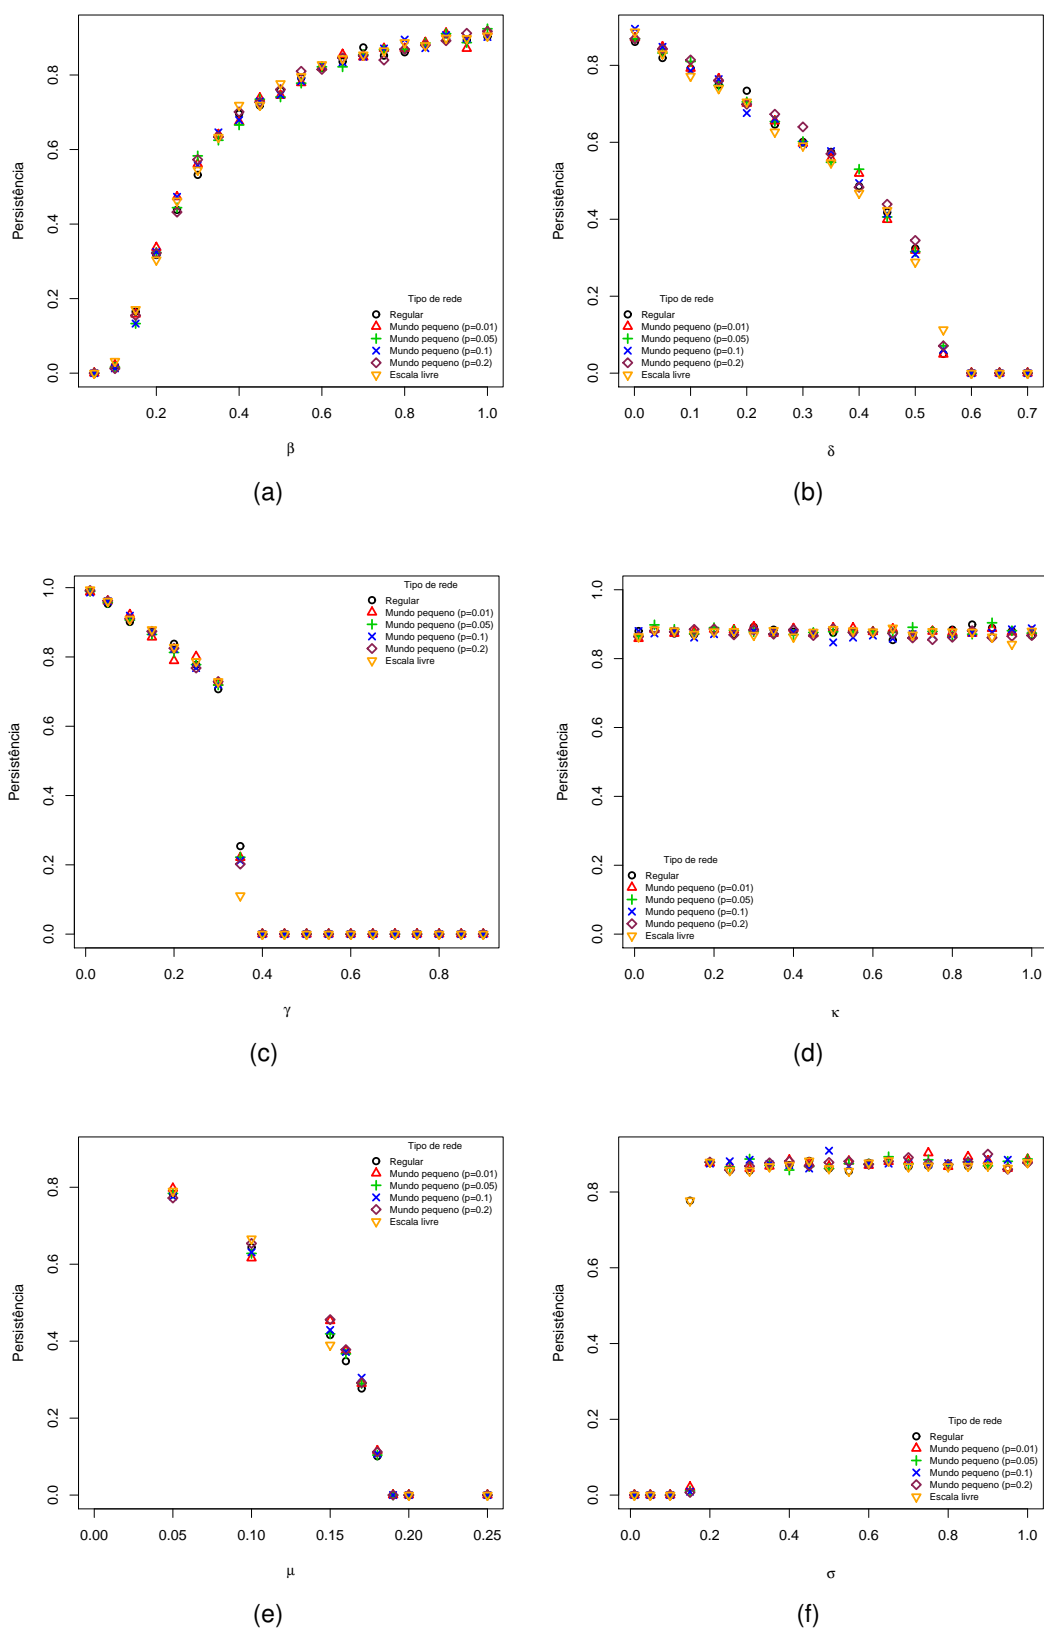 Persistência
0.0 0.2 0.4 0.6 0.8
Tipo de rede
Regular
Mundo pequeno (p=0.01)
Mundo pequeno (p=0.05)
Mundo pequeno (p=0.1)
Mundo pequeno (p=0.2)
Escala livre
0.2 0.4 0.6 0.8 1.0
β
(a)
Persistência
0.0 0.2 0.4 0.6 0.8
Tipo de rede
Regular
Mundo pequeno (p=0.01)
Mundo pequeno (p=0.05)
Mundo pequeno (p=0.1)
Mundo pequeno (p=0.2)
Escala livre
0.0 0.1 0.2 0.3 0.4 0.5 0.6 0.7
δ
(b)
Persistência
0.0 0.2 0.4 0.6 0.8 1.0
Tipo de rede
Regular
Mundo pequeno (p=0.01)
Mundo pequeno (p=0.05)
Mundo pequeno (p=0.1)
Mundo pequeno (p=0.2)
Escala livre
0.0 0.2 0.4 0.6 0.8
γ
(c)
Persistência
0.0 0.2 0.4 0.6 0.8 1.0
Tipo de rede
Regular
Mundo pequeno (p=0.01)
Mundo pequeno (p=0.05)
Mundo pequeno (p=0.1)
Mundo pequeno (p=0.2)
Escala livre
0.0 0.2 0.4 0.6 0.8 1.0
κ
(d)
Persistência
0.0 0.2 0.4 0.6 0.8
Tipo de rede
Regular
Mundo pequeno (p=0.01)
Mundo pequeno (p=0.05)
Mundo pequeno (p=0.1)
Mundo pequeno (p=0.2)
Escala livre
0.00 0.05 0.10 0.15 0.20 0.25
μ
(e)
Persistência
0.0 0.2 0.4 0.6 0.8
Tipo de rede
Regular
Mundo pequeno (p=0.01)
Mundo pequeno (p=0.05)
Mundo pequeno (p=0.1)
Mundo pequeno (p=0.2)
Escala livre
0.0 0.2 0.4 0.6 0.8 1.0
σ
(f)